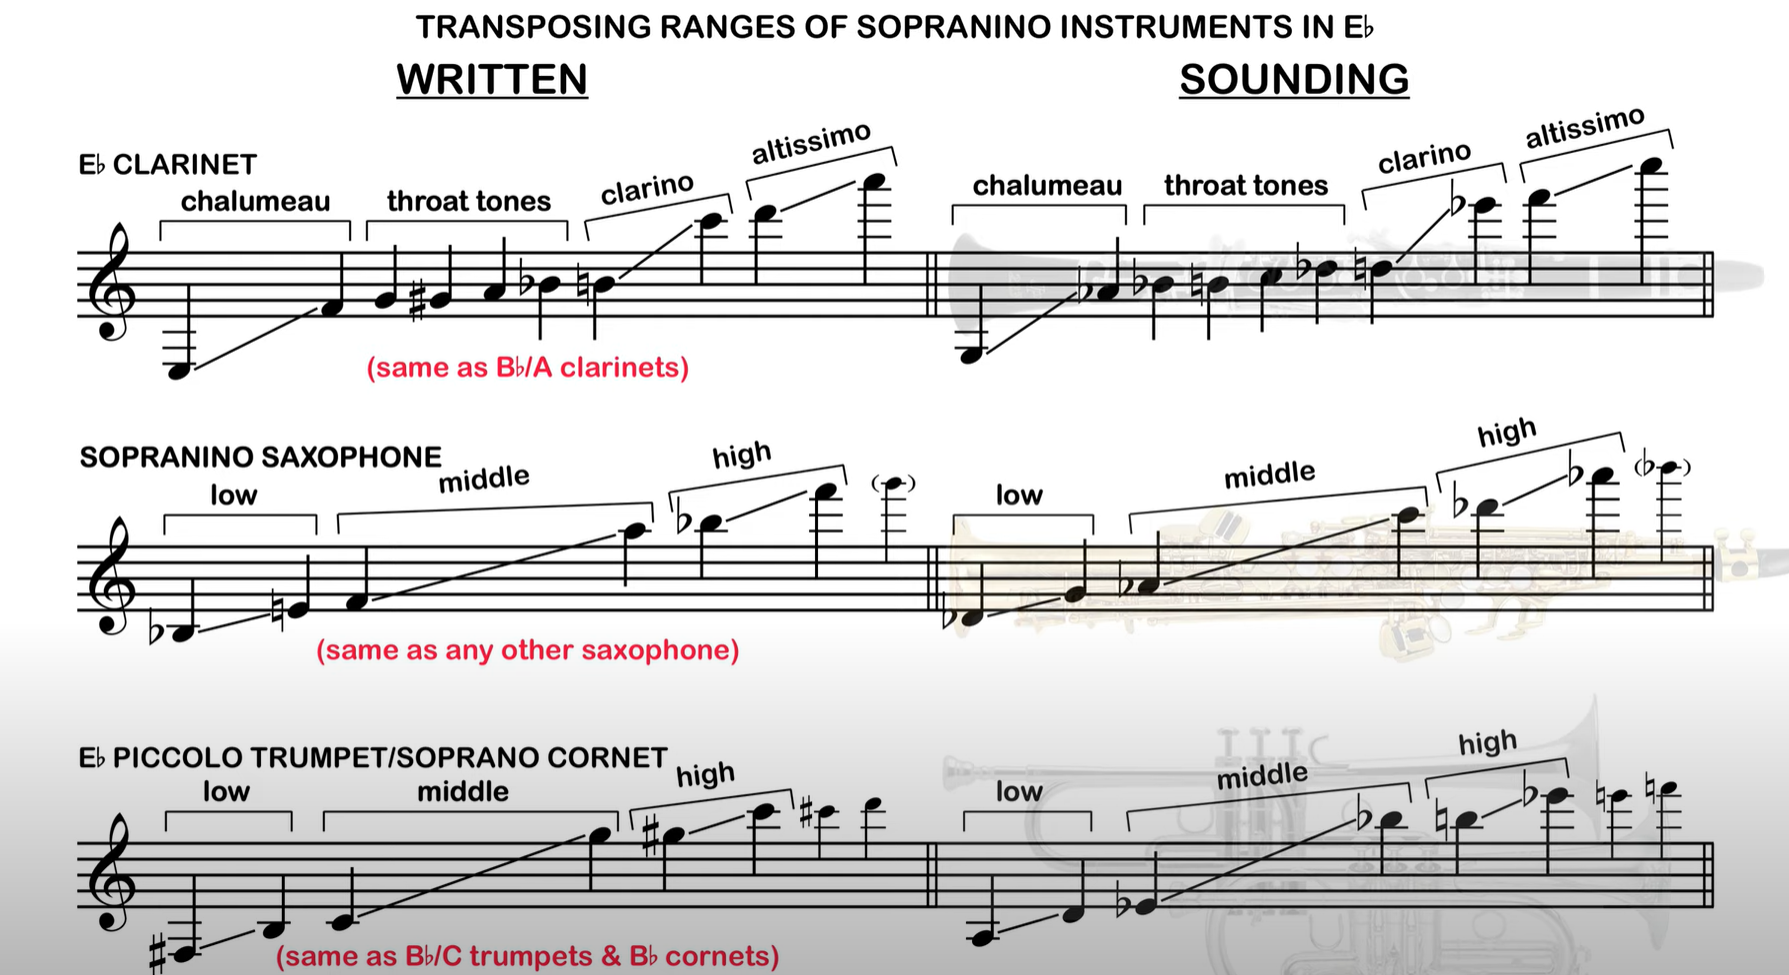 TRANSPOSING RANGES OF SOPRANINO INSTRUMENTS IN E♭
WRITTEN
SOUNDING
E♭ CLARINET
chalumeau
throat tones
clarino
altissimo
chalumeau
throat tones
clarino
altissimo
(same as B♭/A clarinets)
SOPRANINO SAXOPHONE
low
middle
high
low
middle
high
(same as any other saxophone)
E♭ PICCOLO TRUMPET/SOPRANO CORNET
low
middle
high
low
middle
high
(same as B♭/C trumpets & B♭ cornets)